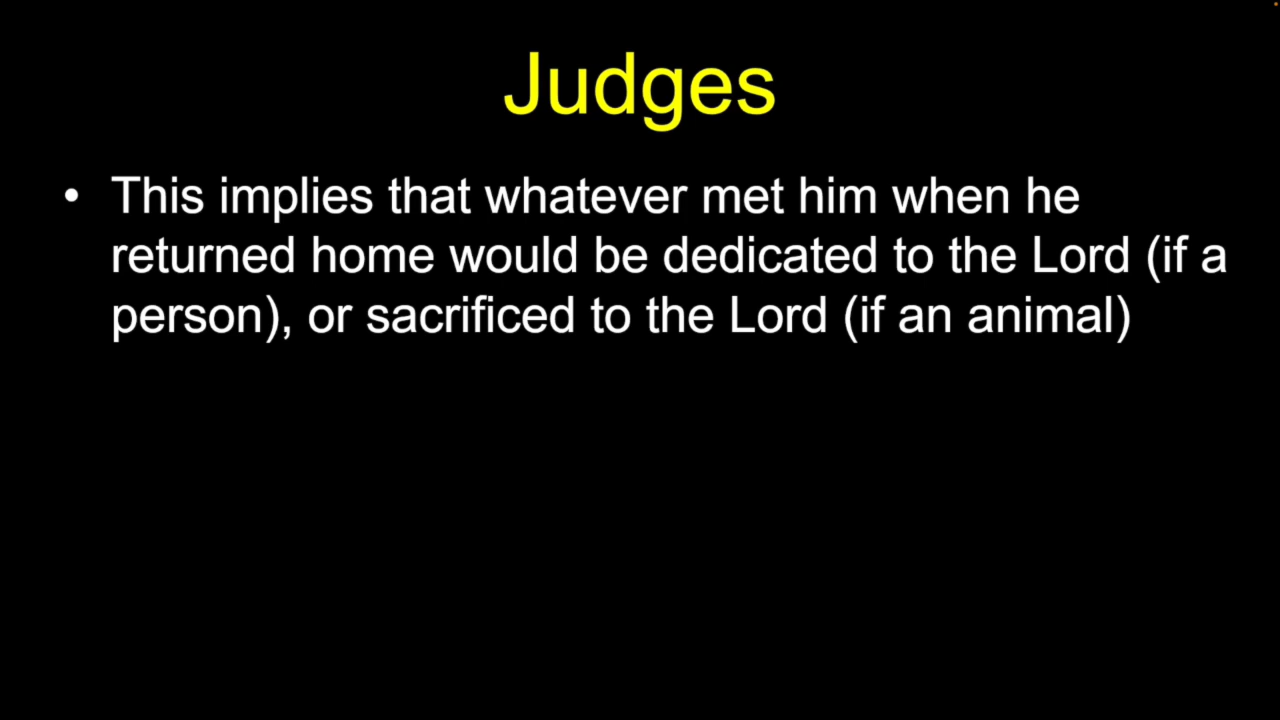 Judges
• This implies that whatever met him when he
returned home would be dedicated to the Lord (if a
person), or sacrificed to the Lord (if an animal)